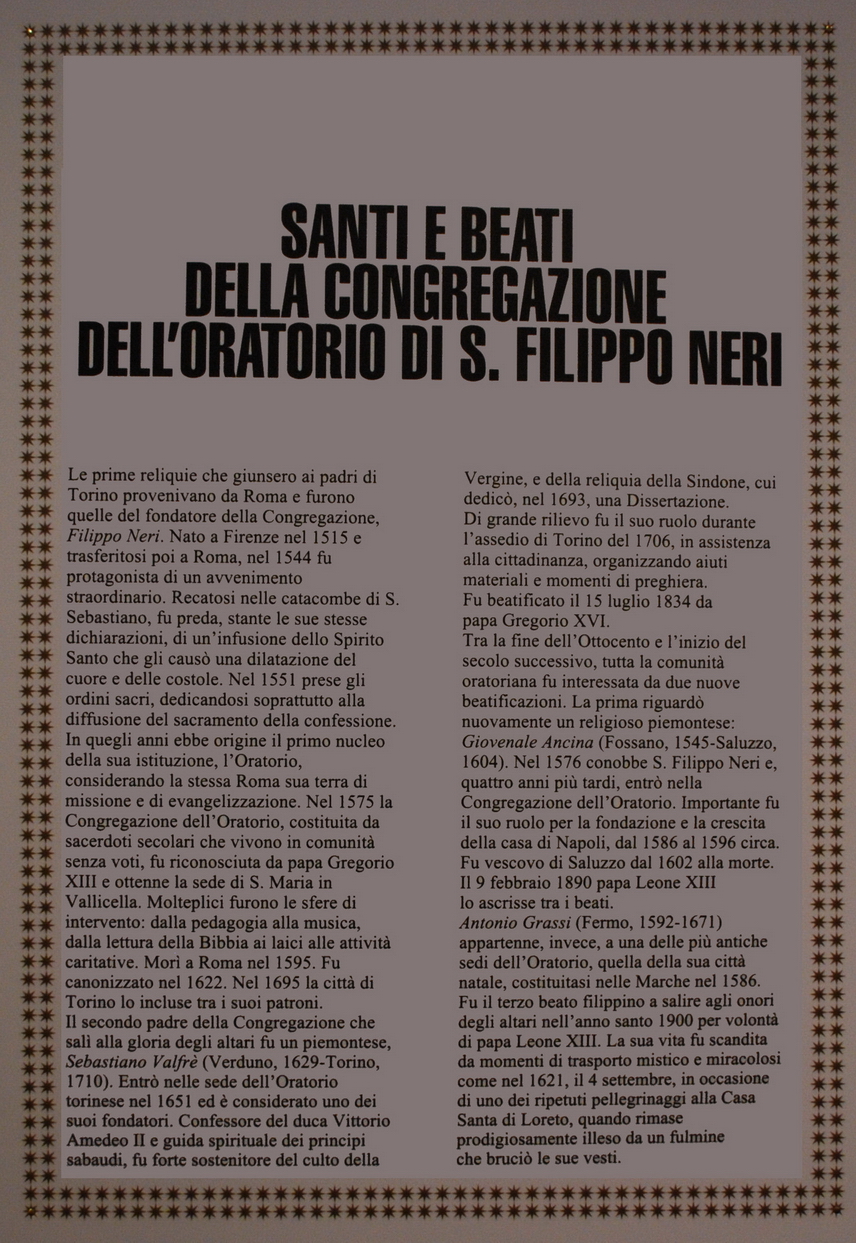 SANTI E BEATI
DELLA CONGREGAZIONE
DELL'ORATORIO DI S. FILIPPO NERI
Le prime reliquie che giunsero ai padri di
Torino provenivano da Roma e furono
quelle del fondatore della Congregazione,
Filippo Neri. Nato a Firenze nel 1515 e
trasferitosi poi a Roma, nel 1544 fu
protagonista di un avvenimento
straordinario. Recatosi nelle catacombe di S.
Sebastiano, fu preda, stante le sue stesse
dichiarazioni, di un'infusione dello Spirito
Santo che gli causò una dilatazione del
cuore e delle costole. Nel 1551 prese gli
ordini sacri, dedicandosi soprattutto alla
diffusione del sacramento della confessione.
In quegli anni ebbe origine il primo nucleo
della sua istituzione, l'Oratorio,
considerando la stessa Roma sua terra di
missione e di evangelizzazione. Nel 1575 la
Congregazione dell'Oratorio, costituita da
sacerdoti secolari che vivono in comunità
senza voti, fu riconosciuta da papa Gregorio
XIII e ottenne la sede di S. Maria in
Vallicella. Molteplici furono le sfere di
intervento: dalla pedagogia alla musica,
dalla lettura della Bibbia ai laici alle attività
caritative. Morì a Roma nel 1595. Fu
canonizzato nel 1622. Nel 1695 la città di
Torino lo incluse tra i suoi patroni.
Il secondo padre della Congregazione che
salì alla gloria degli altari fu un piemontese,
Sebastiano Valfrè (Verduno, 1629-Torino,
1710). Entrò nelle sede dell'Oratorio
torinese nel 1651 ed è considerato uno dei
suoi fondatori. Confessore del duca Vittorio
Amedeo II e guida spirituale dei principi
sabaudi, fu forte sostenitore del culto della
Vergine, e della reliquia della Sindone, cui
dedicò, nel 1693, una Dissertazione.
Di grande rilievo fu il suo ruolo durante
l'assedio di Torino del 1706, in assistenza
alla cittadinanza, organizzando aiuti
materiali e momenti di preghiera.
Fu beatificato il 15 luglio 1834 da
papa Gregorio XVI.
Tra la fine dell'Ottocento e l'inizio del
secolo successivo, tutta la comunità
oratoriana fu interessata da due nuove
beatificazioni. La prima riguardò
nuovamente un religioso piemontese:
Giovenale Ancina (Fossano, 1545-Saluzzo,
1604). Nel 1576 conobbe S. Filippo Neri e,
quattro anni più tardi, entrò nella
Congregazione dell'Oratorio. Importante fu
il suo ruolo per la fondazione e la crescita
della casa di Napoli, dal 1586 al 1596 circa.
Fu vescovo di Saluzzo dal 1602 alla morte.
Il 9 febbraio 1890 papa Leone XIII
lo ascrisse tra i beati.
Antonio Grassi (Fermo, 1592-1671)
appartenne, invece, a una delle più antiche
sedi dell'Oratorio, quella della sua città
natale, costituitasi nelle Marche nel 1586.
Fu il terzo beato filippino a salire agli onori
degli altari nell'anno santo 1900 per volontà
di papa Leone XIII. La sua vita fu scandita
da momenti di trasporto mistico e miracolosi
come nel 1621, il 4 settembre, in occasione
di uno dei ripetuti pellegrinaggi alla Casa
Santa di Loreto, quando rimase
prodigiosamente illeso da un fulmine
che bruciò le sue vesti.